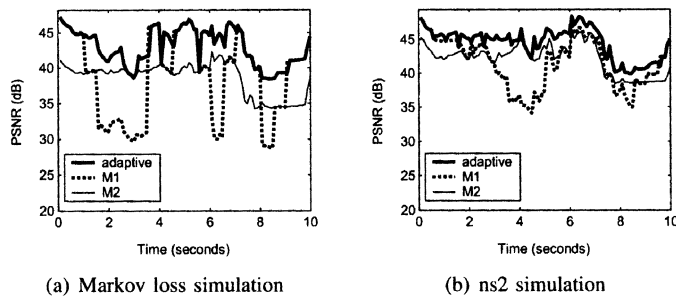 45
40
35
30
25
20
PSNR (dB)
adaptive
M1
M2
0 2 4 6 8 10
Time (seconds)
(a) Markov loss simulation
45
40
35
30
25
20
PSNR (dB)
adaptive
M1
M2
0 2 4 6 8 10
Time (seconds)
(b) ns2 simulation